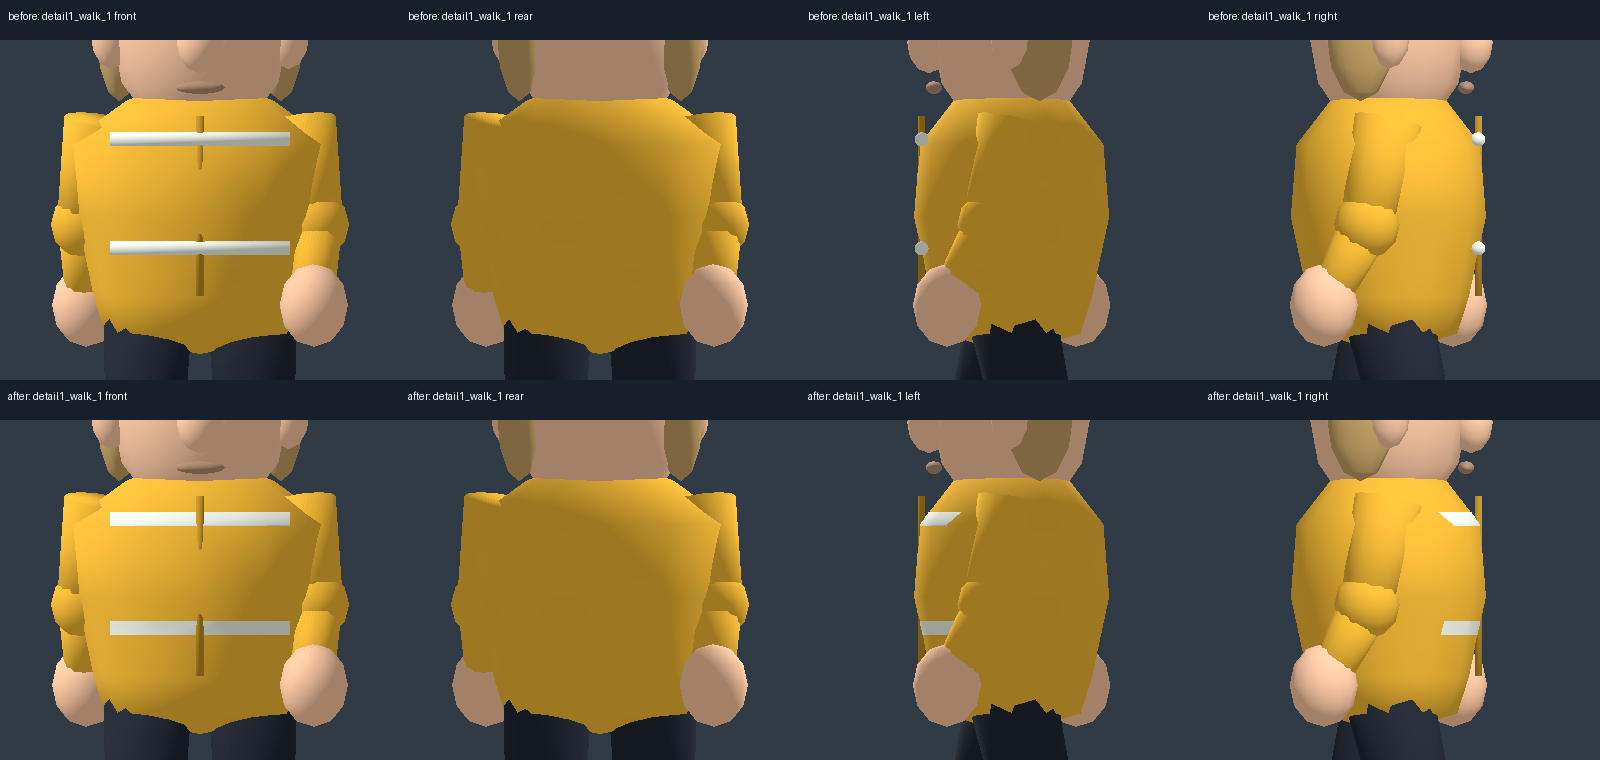 before: detail1_walk_1 front
before: detail1_walk_1 rear
before: detail1_walk_1 left
before: detail1_walk_1 right
after: detail1_walk_1 front
after: detail1_walk_1 rear
after: detail1_walk_1 left
after: detail1_walk_1 right